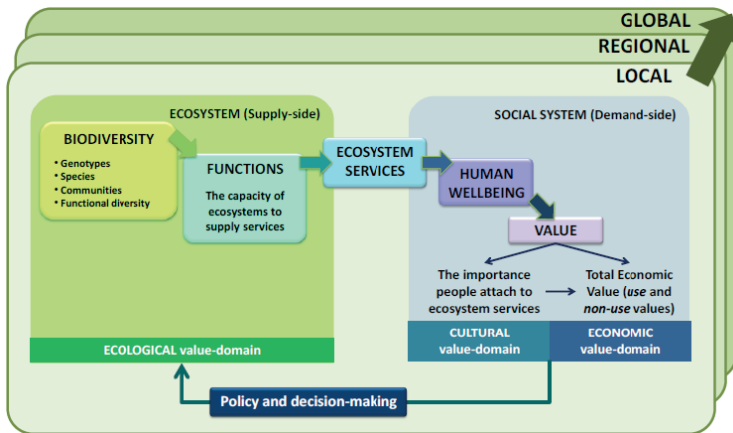 GLOBAL
REGIONAL
LOCAL
ECOSYSTEM (Supply-side)
BIODIVERSITY
• Genotypes
• Species
• Communities
• Functional diversity
FUNCTIONS
The capacity of
ecosystems to
supply services
ECOLOGICAL value-domain
ECOSYSTEM
SERVICES
SOCIAL SYSTEM (Demand-side)
HUMAN
WELLBEING
VALUE
The importance
people attach to
ecosystem services
Total Economic
Value (use and
non-use values)
CULTURAL
value-domain
ECONOMIC
value-domain
Policy and decision-making